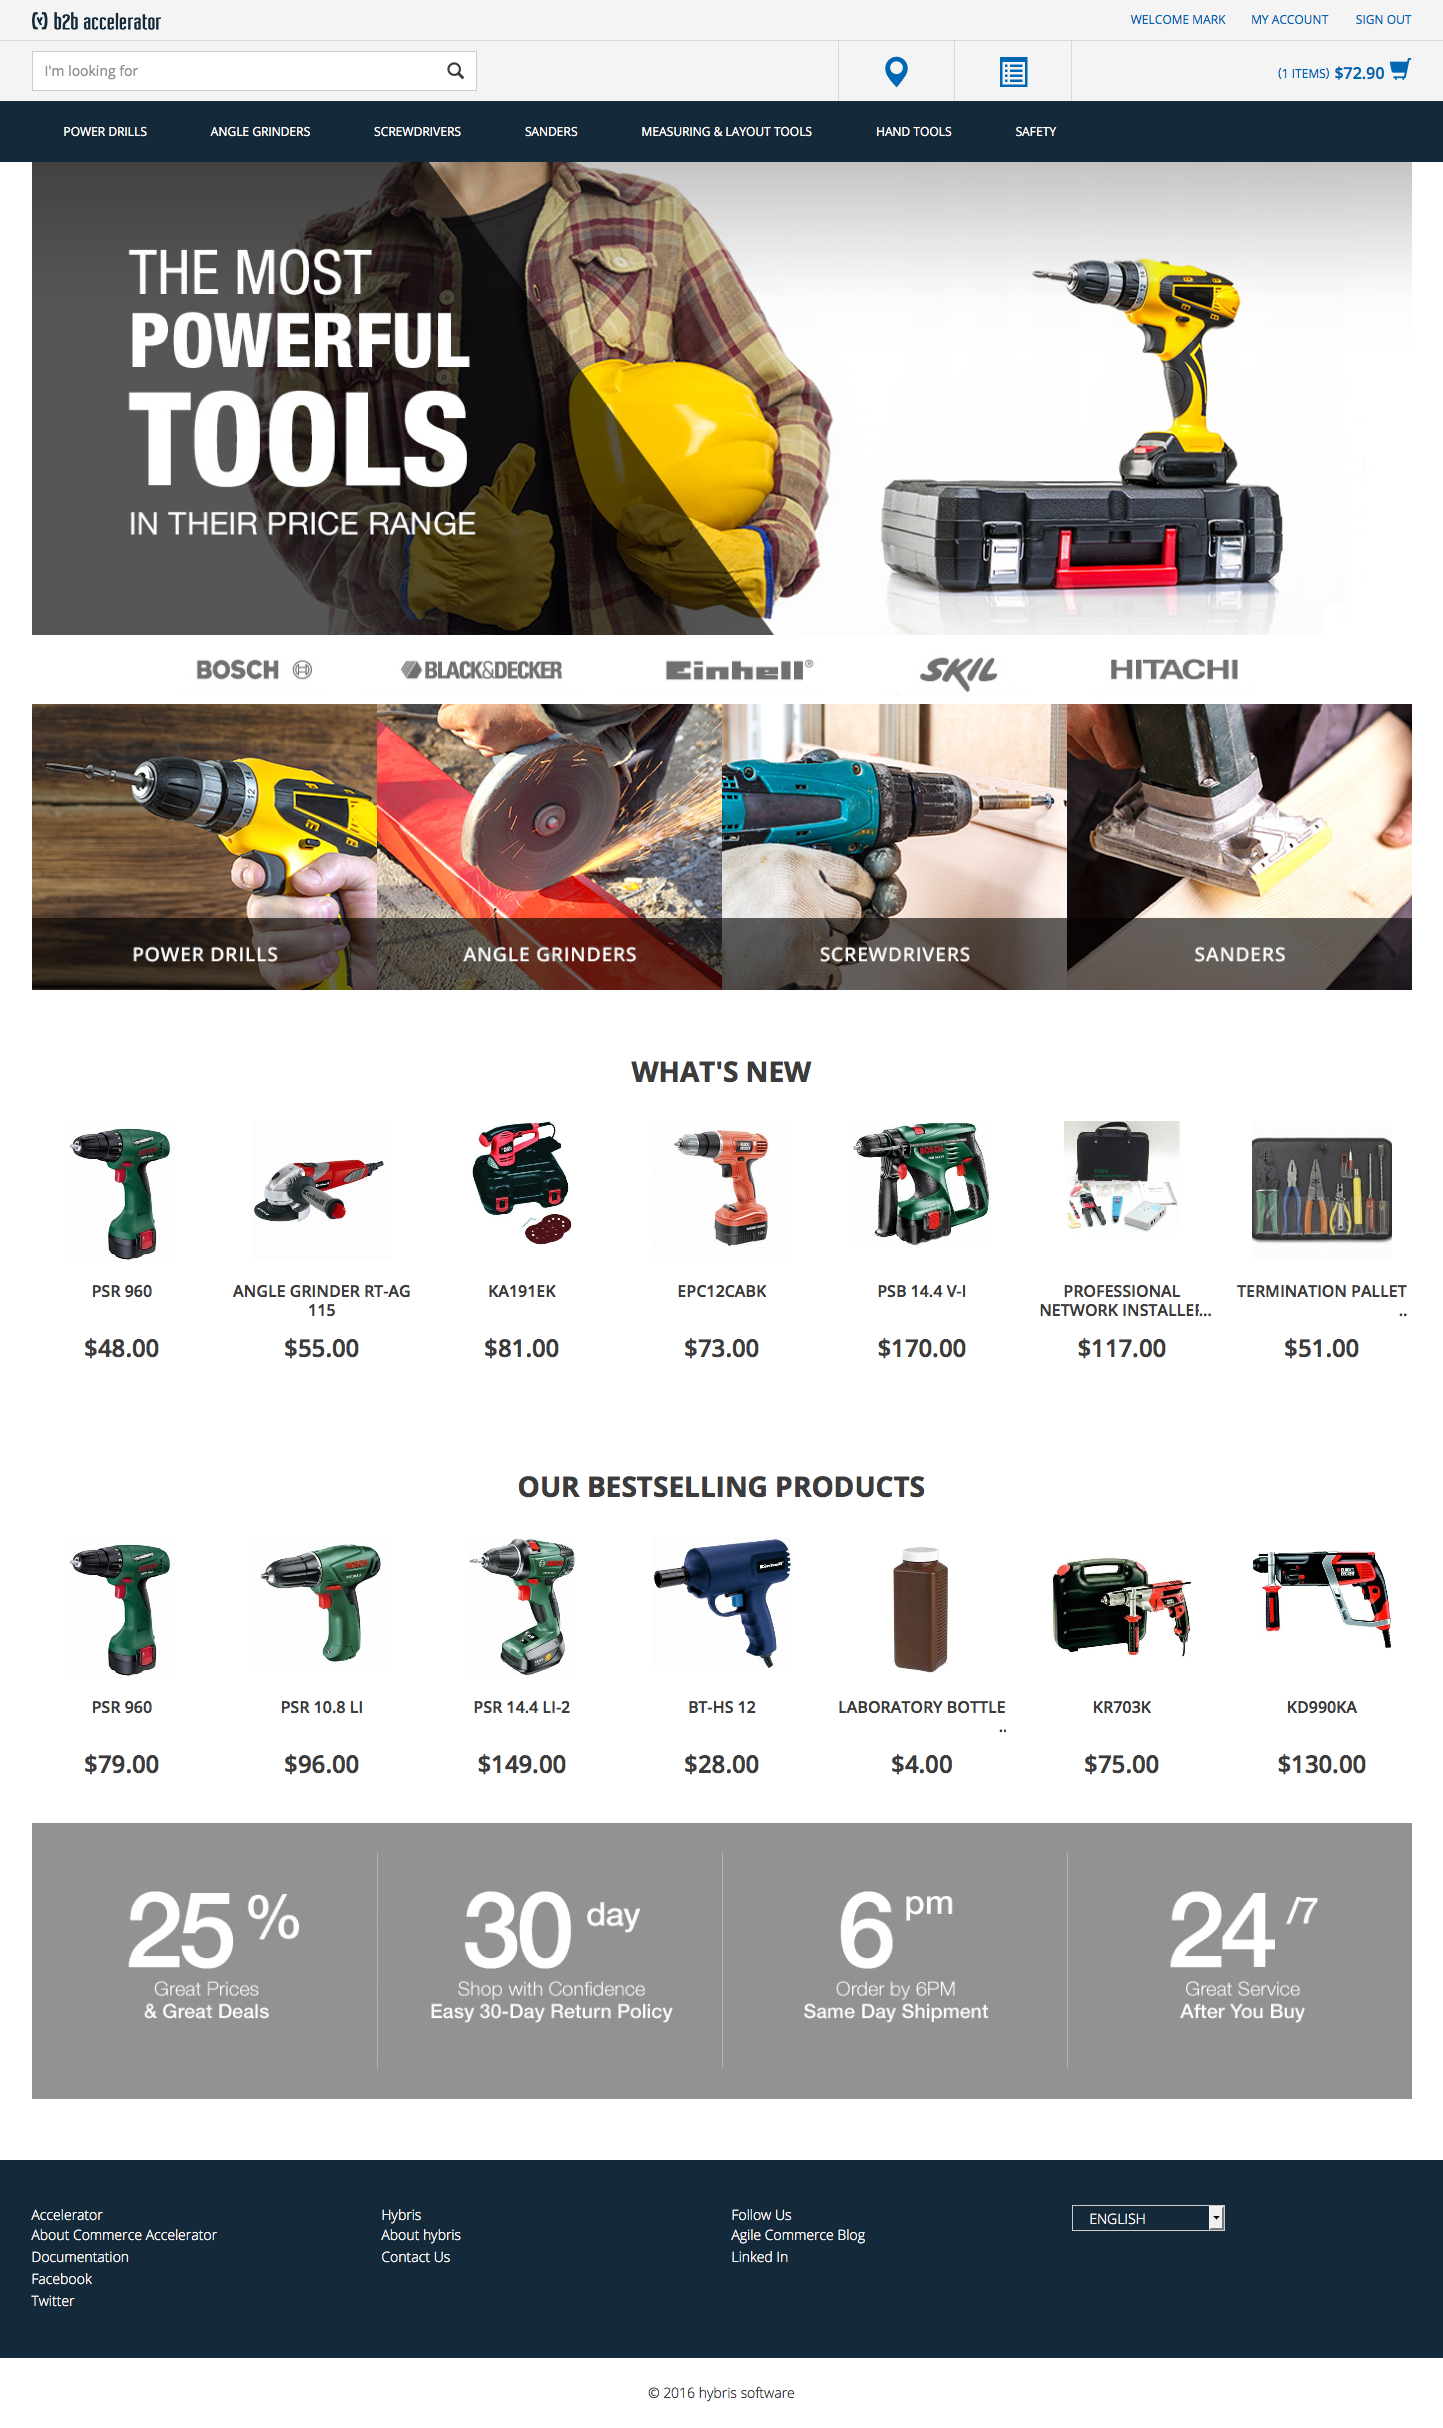 b2b accelerator
WELCOME MARK
MY ACCOUNT
SIGN OUT
I'm looking for
(1 ITEMS) $72.90
POWER DRILLS
ANGLE GRINDERS
SCREWDRIVERS
SANDERS
MEASURING & LAYOUT TOOLS
HAND TOOLS
SAFETY
THE MOST
POWERFUL
TOOLS
IN THEIR PRICE RANGE
BOSCH
BLACK&DECKER
Einhell®
SKIL
HITACHI
POWER DRILLS
ANGLE GRINDERS
SCREWDRIVERS
SANDERS
WHAT'S NEW
PSR 960
$48.00
ANGLE GRINDER RT-AG
115
$55.00
KA191EK
$81.00
EPC12CABK
$73.00
PSB 14.4 V-I
$170.00
PROFESSIONAL
NETWORK INSTALLER...
$117.00
TERMINATION PALLET
..
$51.00
OUR BESTSELLING PRODUCTS
PSR 960
$79.00
PSR 10.8 LI
$96.00
PSR 14.4 LI-2
$149.00
BT-HS 12
$28.00
LABORATORY BOTTLE
..
$4.00
KR703K
$75.00
KD990KA
$130.00
25 %
Great Prices
& Great Deals
30 day
Shop with Confidence
Easy 30-Day Return Policy
6 pm
Order by 6PM
Same Day Shipment
24 /7
Great Service
After You Buy
Accelerator
About Commerce Accelerator
Documentation
Facebook
Twitter
Hybris
About hybris
Contact Us
Follow Us
Agile Commerce Blog
Linked In
ENGLISH
© 2016 hybris software